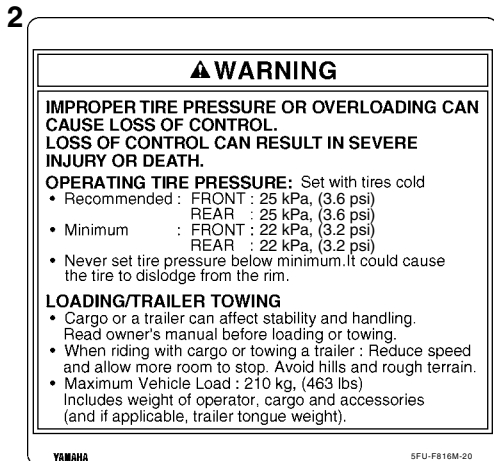 2
⚠WARNING
IMPROPER TIRE PRESSURE OR OVERLOADING CAN
CAUSE LOSS OF CONTROL.
LOSS OF CONTROL CAN RESULT IN SEVERE
INJURY OR DEATH.
OPERATING TIRE PRESSURE: Set with tires cold
• Recommended : FRONT : 25 kPa, (3.6 psi)
REAR : 25 kPa, (3.6 psi)
• Minimum : FRONT : 22 kPa, (3.2 psi)
REAR : 22 kPa, (3.2 psi)
• Never set tire pressure below minimum.It could cause
the tire to dislodge from the rim.
LOADING/TRAILER TOWING
• Cargo or a trailer can affect stability and handling.
Read owner's manual before loading or towing.
• When riding with cargo or towing a trailer : Reduce speed
and allow more room to stop. Avoid hills and rough terrain.
• Maximum Vehicle Load : 210 kg, (463 lbs)
Includes weight of operator, cargo and accessories
(and if applicable, trailer tongue weight).
YAMAHA 5FU-F816M-20